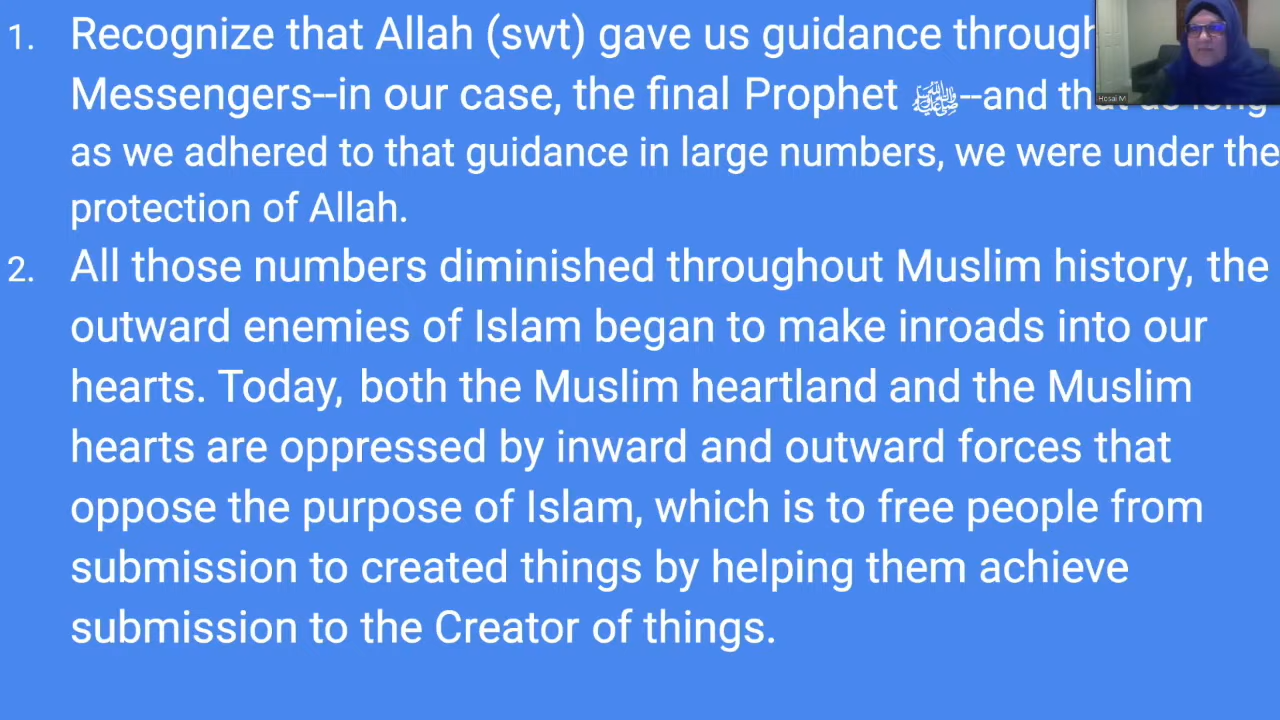 1. Recognize that Allah (swt) gave us guidance through
Messengers--in our case, the final Prophet ﷺ--and that as long
as we adhered to that guidance in large numbers, we were under the
protection of Allah.
2. All those numbers diminished throughout Muslim history, the
outward enemies of Islam began to make inroads into our
hearts. Today, both the Muslim heartland and the Muslim
hearts are oppressed by inward and outward forces that
oppose the purpose of Islam, which is to free people from
submission to created things by helping them achieve
submission to the Creator of things.
Hosai M